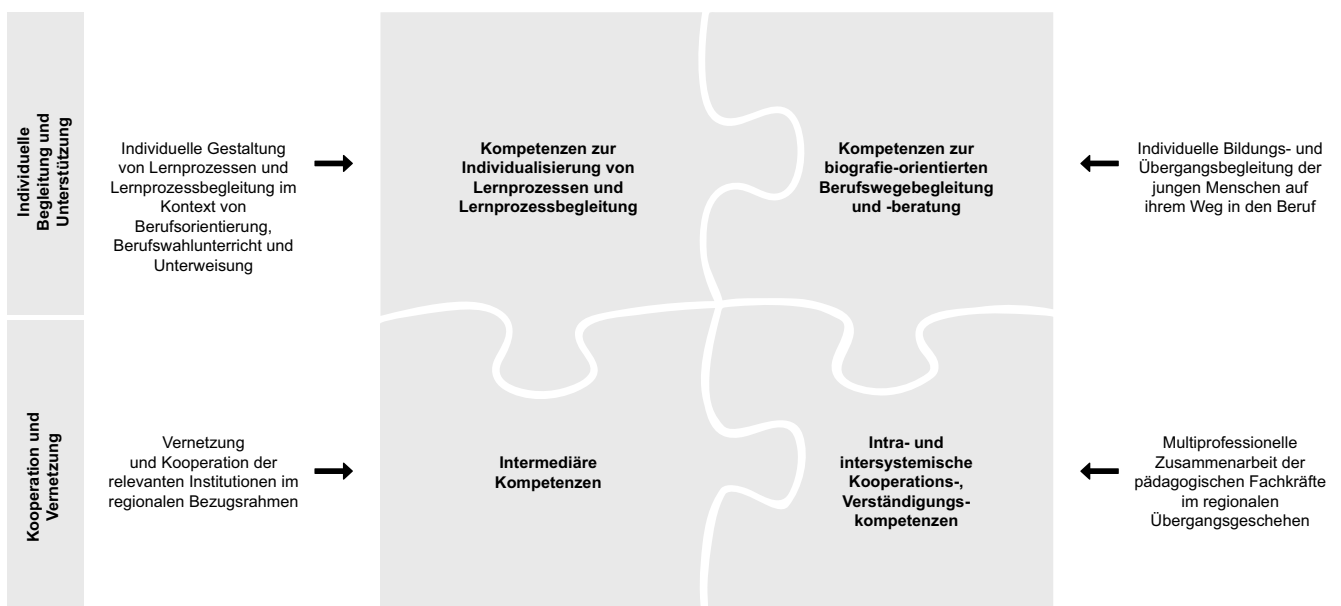 Individuelle
Begleitung und
Unterstützung
Individuelle Gestaltung
von Lernprozessen und
Lernprozessbegleitung im
Kontext von
Berufsorientierung,
Berufswahlunterricht und
Unterweisung
Kompetenzen zur
Individualisierung von
Lernprozessen und
Lernprozessbegleitung
Kompetenzen zur
biografie-orientierten
Berufswegebegleitung
und -beratung
Individuelle Bildungs- und
Übergangsbegleitung der
jungen Menschen auf
ihrem Weg in den Beruf
Kooperation und
Vernetzung
Vernetzung
und Kooperation der
relevanten Institutionen im
regionalen Bezugsrahmen
Intermediäre
Kompetenzen
Intra- und
intersystemische
Kooperations-,
Verständigungs-
kompetenzen
Multiprofessionelle
Zusammenarbeit der
pädagogischen Fachkräfte
im regionalen
Übergangsgeschehen